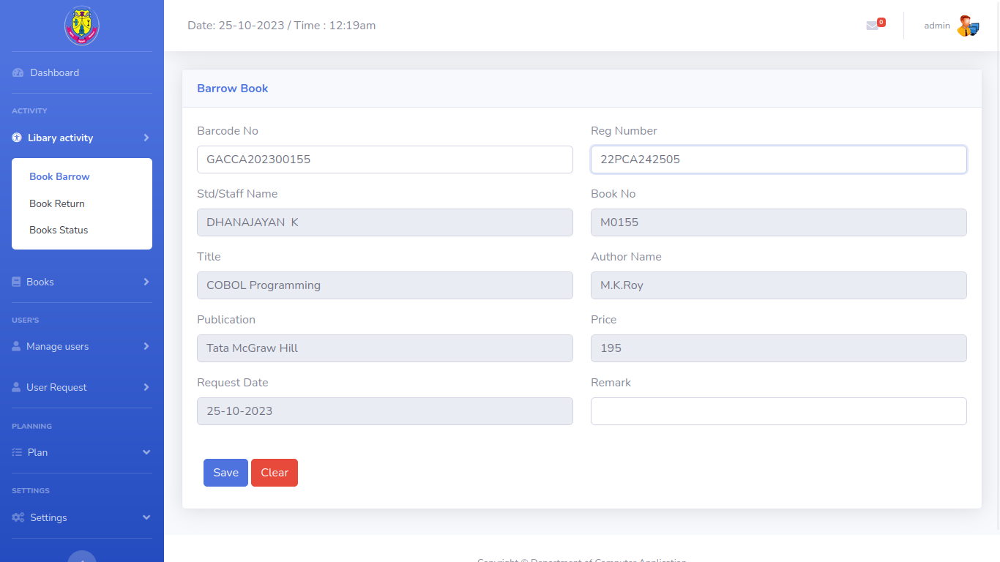 Date: 25-10-2023 / Time : 12:19am
0
admin
Dashboard
ACTIVITY
Libary activity
Book Barrow
Book Return
Books Status
Books
USER'S
Manage users
User Request
PLANNING
Plan
SETTINGS
Settings
Barrow Book
Barcode No
Reg Number
GACCA202300155
22PCA242505
Std/Staff Name
Book No
DHANAJAYAN K
M0155
Title
Author Name
COBOL Programming
M.K.Roy
Publication
Price
Tata McGraw Hill
195
Request Date
Remark
25-10-2023
Save
Clear
Copyright © Department of Computer Application